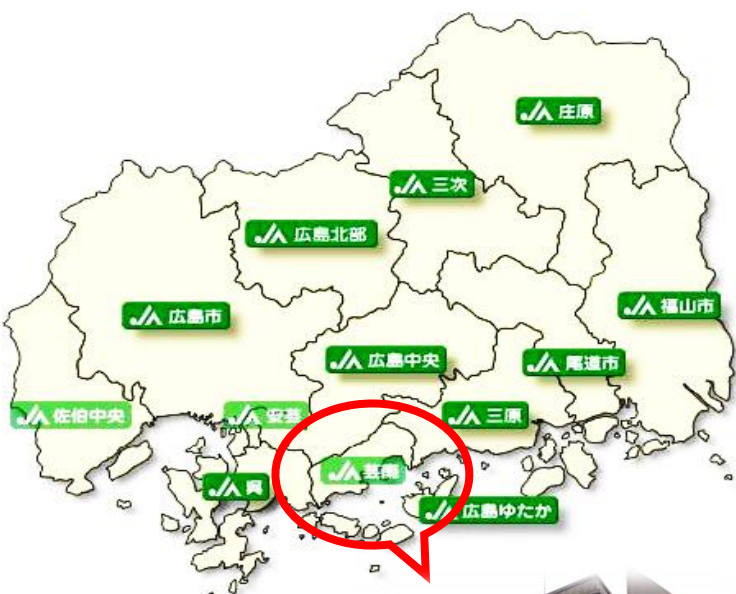 JA 庄原
JA 三次
JA 広島北部
JA 福山市
JA 広島市
JA 広島中央
JA 尾道市
JA 佐伯中央
JA 安芸
JA 三原
JA 芸南
JA 呉
JA 広島ゆたか